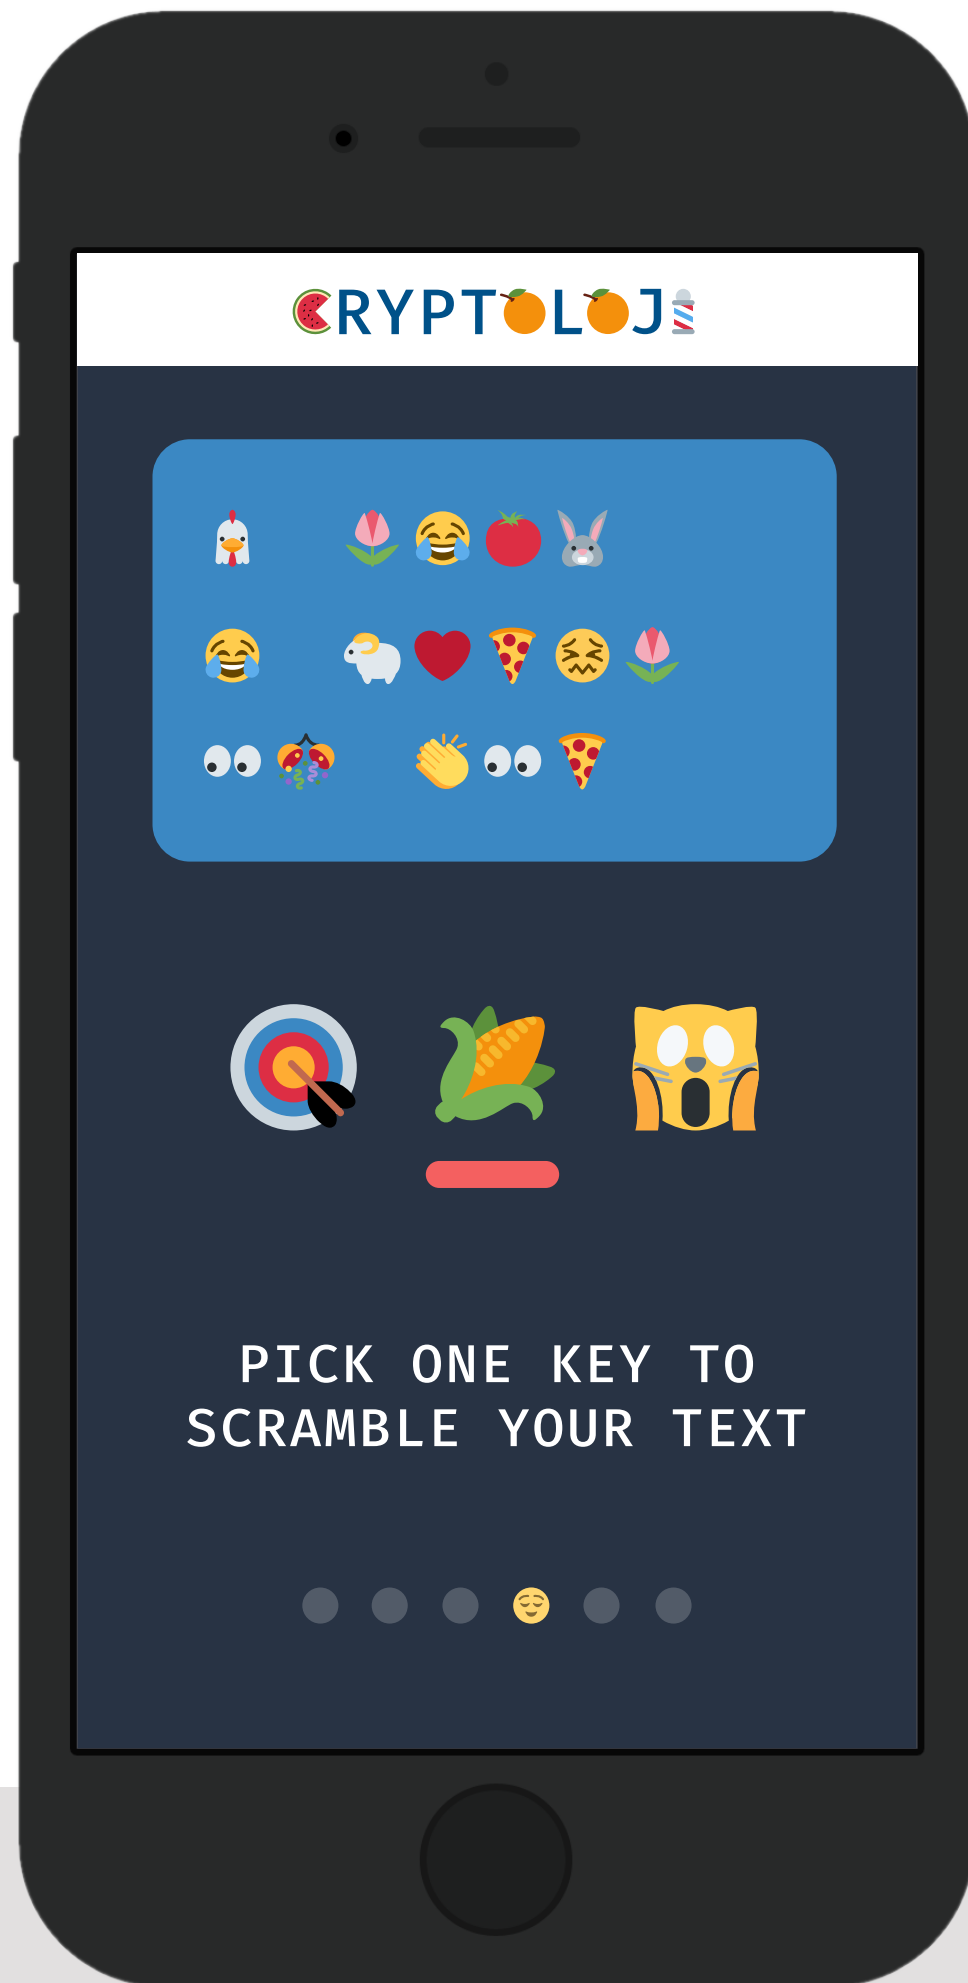 CRYPTOLOJI
🐔 🌷😂🍅🐰
😂 🐏❤️🍕😖🌷
👀🎊 👏👀🍕
PICK ONE KEY TO
SCRAMBLE YOUR TEXT